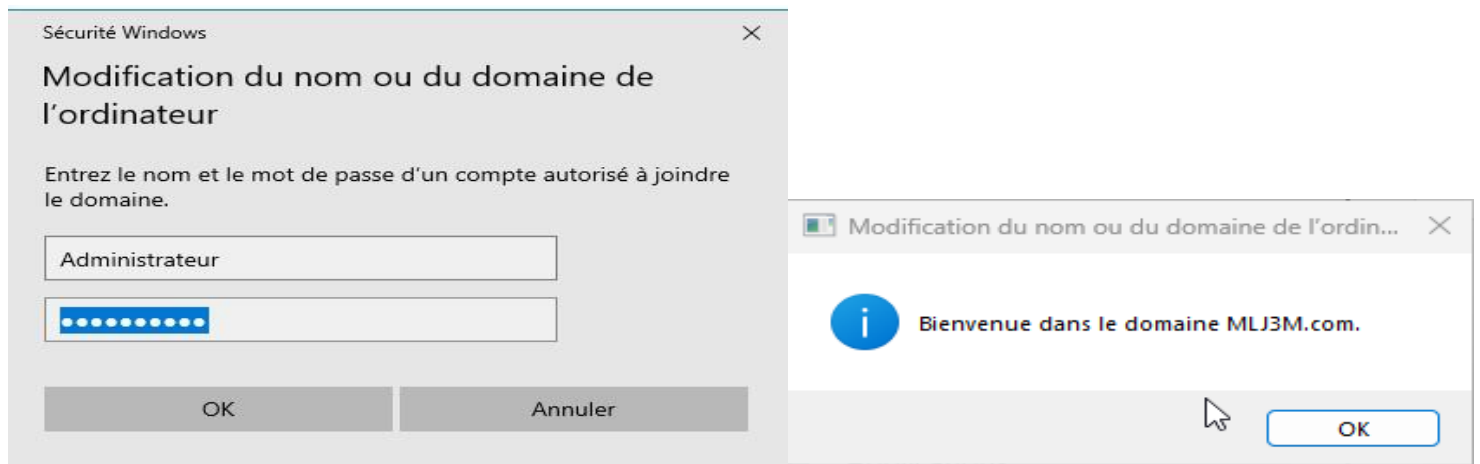 Sécurité Windows
Modification du nom ou du domaine de
l'ordinateur
Entrez le nom et le mot de passe d'un compte autorisé à joindre
le domaine.
Administrateur
••••••••••
OK
Annuler
Modification du nom ou du domaine de l'ordin...
Bienvenue dans le domaine MLJ3M.com.
OK